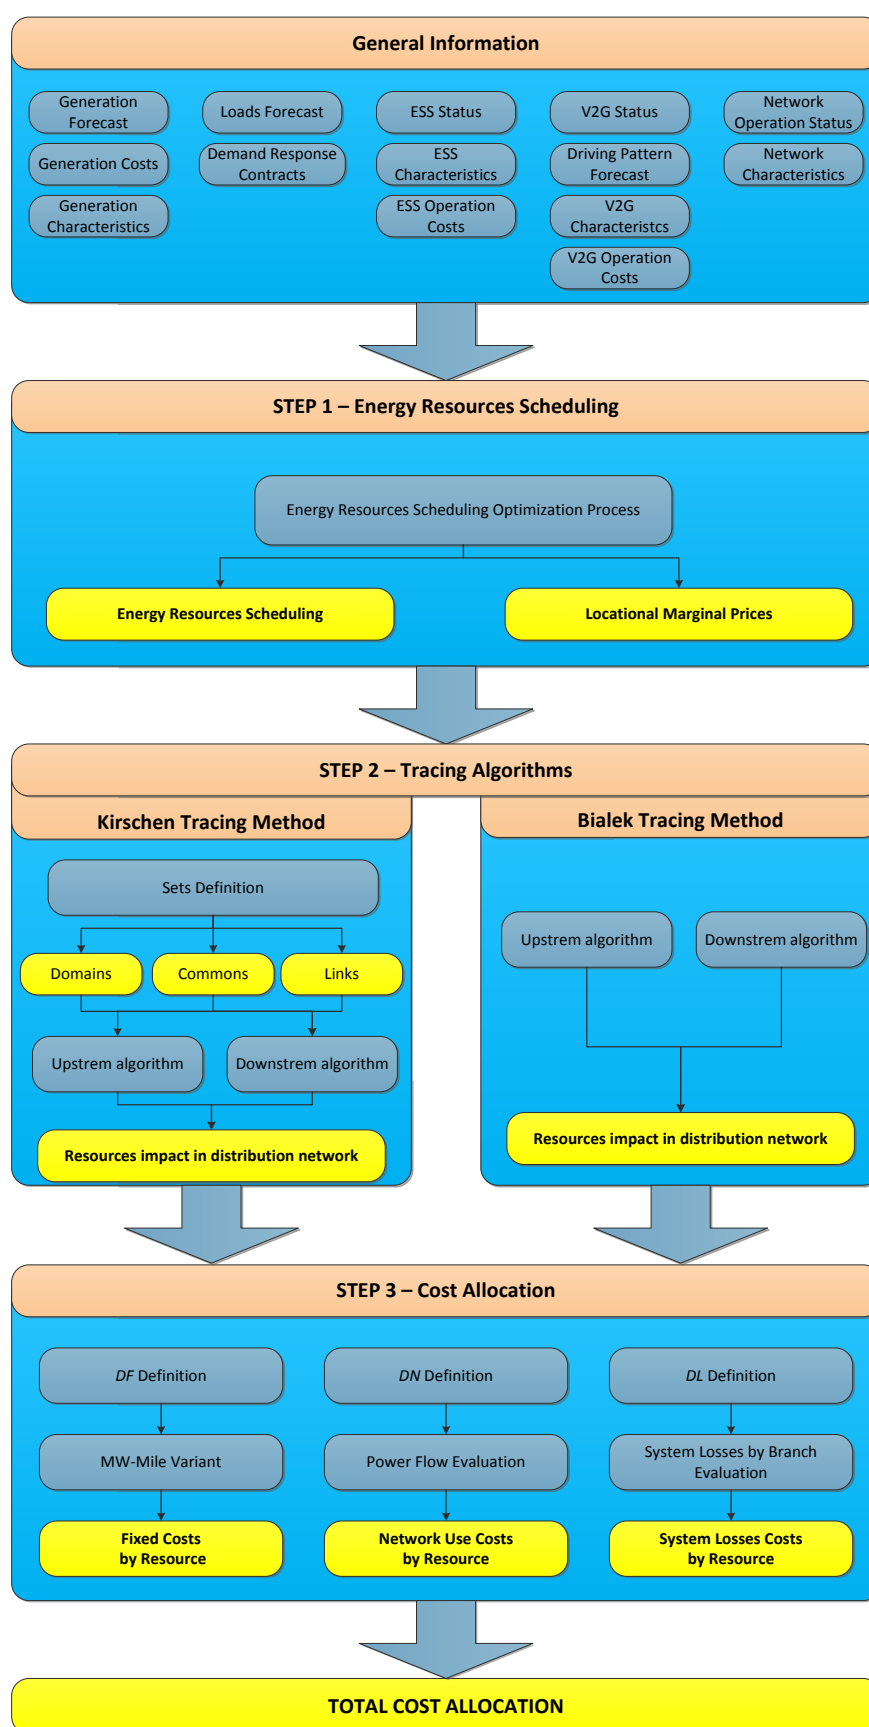 General Information
Generation
Forecast
Loads Forecast
ESS Status
V2G Status
Network
Operation Status
Generation Costs
Demand Response
Contracts
ESS
Characteristics
Driving Pattern
Forecast
Network
Characteristics
Generation
Characteristics
ESS Operation
Costs
V2G
Characteristcs
V2G Operation
Costs
STEP 1 – Energy Resources Scheduling
Energy Resources Scheduling Optimization Process
Energy Resources Scheduling
Locational Marginal Prices
STEP 2 – Tracing Algorithms
Kirschen Tracing Method
Sets Definition
Domains
Commons
Links
Upstrem algorithm
Downstrem algorithm
Resources impact in distribution network
Bialek Tracing Method
Upstrem algorithm
Downstrem algorithm
Resources impact in distribution network
STEP 3 – Cost Allocation
DF Definition
DN Definition
DL Definition
MW-Mile Variant
Power Flow Evaluation
System Losses by Branch
Evaluation
Fixed Costs
by Resource
Network Use Costs
by Resource
System Losses Costs
by Resource
TOTAL COST ALLOCATION